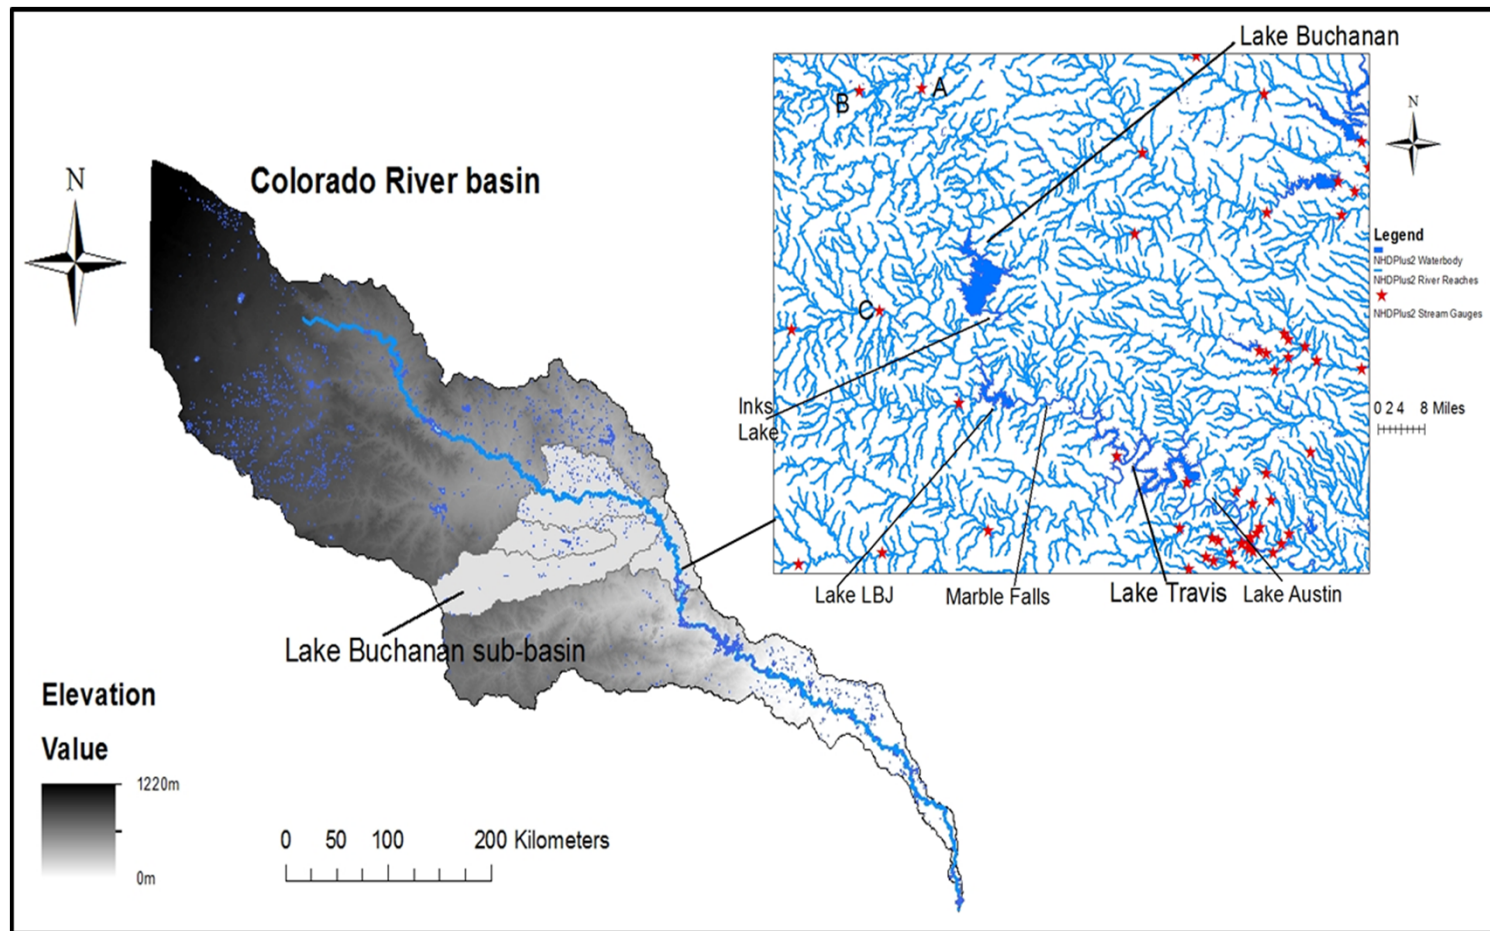 Lake Buchanan
A
B
N
N
Colorado River basin
Legend
NHDPlus2 Waterbody
NHDPlus2 River Reaches
NHDPlus2 Stream Gauges
C
Inks
Lake
0 2 4 8 Miles
Lake LBJ
Marble Falls
Lake Travis
Lake Austin
Lake Buchanan sub-basin
Elevation
Value
1220m
0m
0 50 100 200 Kilometers